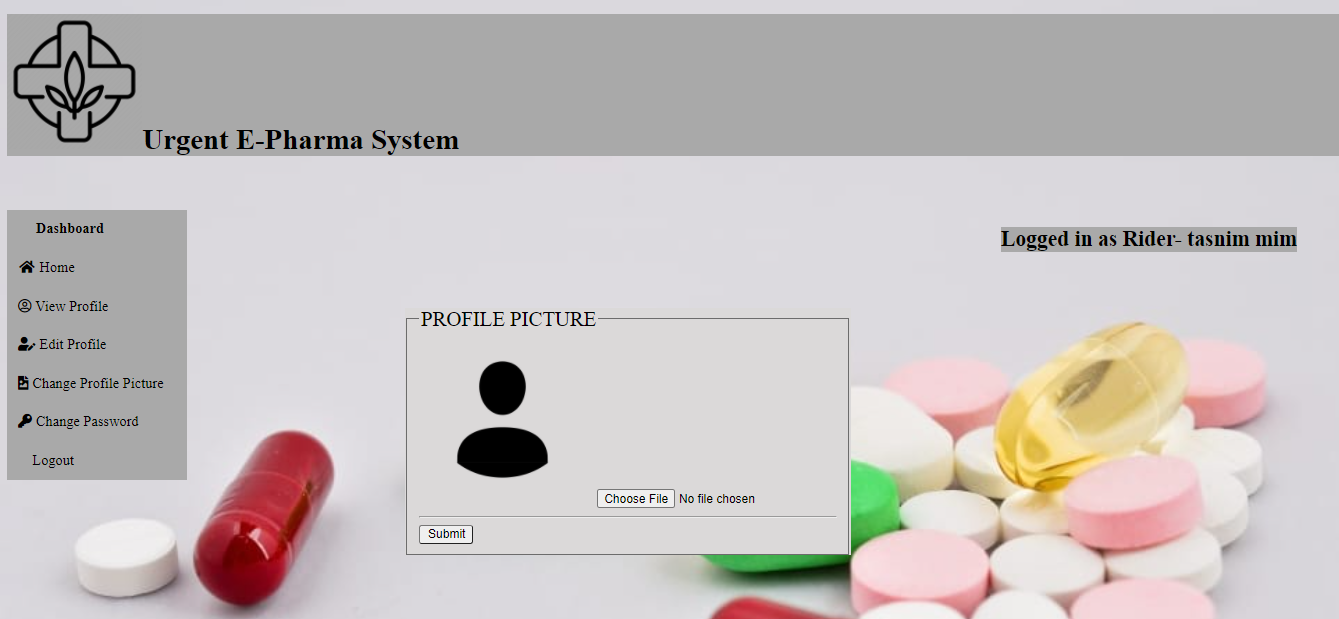 Urgent E-Pharma System
Dashboard
Logged in as Rider- tasnim mim
Home
View Profile
Edit Profile
Change Profile Picture
Change Password
Logout
PROFILE PICTURE
Choose File No file chosen
Submit